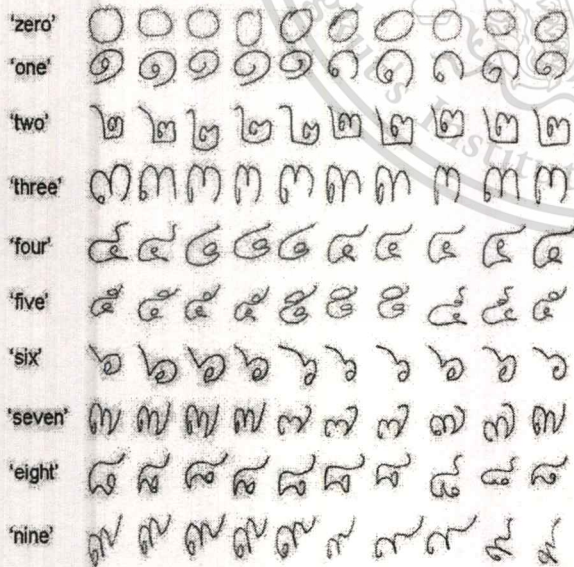 'zero' ๐ ๐ ๐ ๐ ๐ ๐ ๐ ๐ ๐ ๐
'one' ๑ ๑ ๑ ๑ ๑ ๑ ๑ ๑ ๑ ๑
'two' ๒ ๒ ๒ ๒ ๒ ๒ ๒ ๒ ๒ ๒
'three' ๓ ๓ ๓ ๓ ๓ ๓ ๓ ๓ ๓ ๓
'four' ๔ ๔ ๔ ๔ ๔ ๔ ๔ ๔ ๔ ๔
'five' ๕ ๕ ๕ ๕ ๕ ๕ ๕ ๕ ๕ ๕
'six' ๖ ๖ ๖ ๖ ๖ ๖ ๖ ๖ ๖ ๖
'seven' ๗ ๗ ๗ ๗ ๗ ๗ ๗ ๗ ๗ ๗
'eight' ๘ ๘ ๘ ๘ ๘ ๘ ๘ ๘ ๘ ๘
'nine' ๙ ๙ ๙ ๙ ๙ ๙ ๙ ๙ ๙ ๙